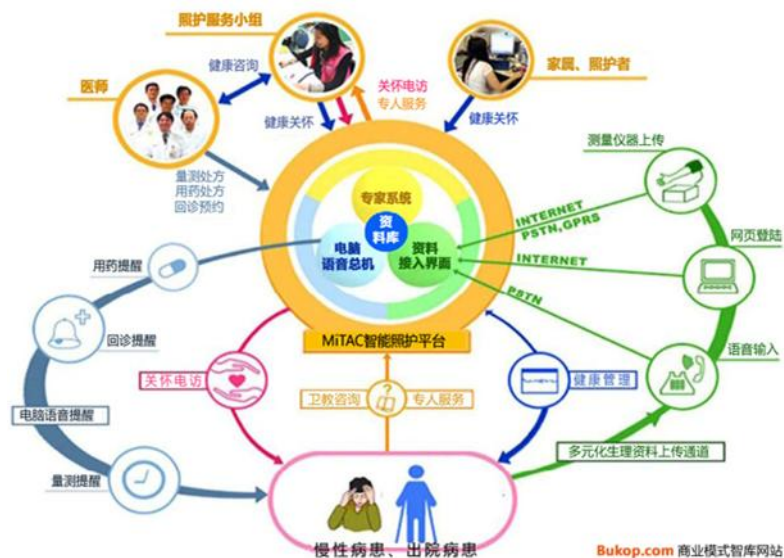 照护服务小组
健康咨询
医师
关怀电访
专人服务
家属、照护者
健康关怀
健康关怀
量测处方
用药处方
回诊预约
测量仪器上传
专家系统
资料库
电脑
语音总机
资料
接入界面
INTERNET
PSTN,GPRS
网页登陆
INTERNET
PSTN
用药提醒
回诊提醒
MiTAC智能照护平台
语音输入
关怀电访
卫教咨询
?
专人服务
健康管理
电脑语音提醒
多元化生理资料上传通道
量测提醒
慢性病患、出院病患
Bukop.com 商业模式智库网站